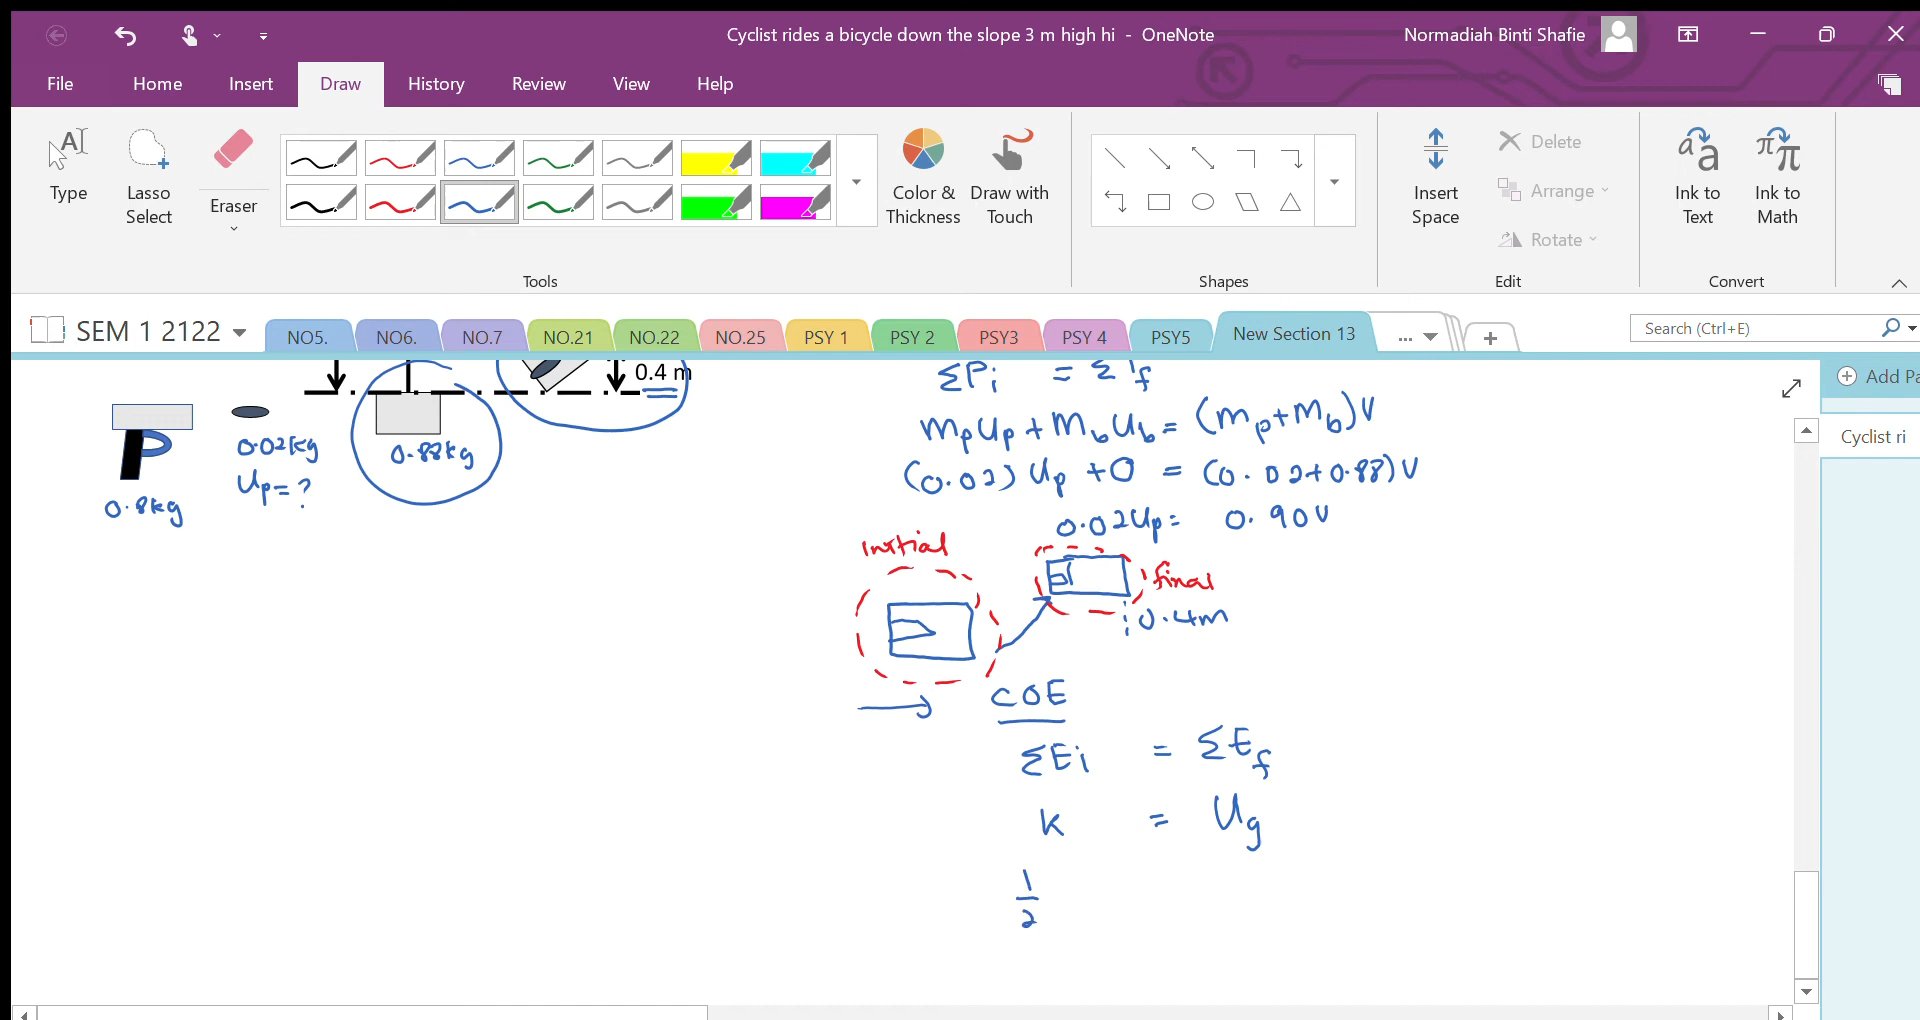 Cyclist rides a bicycle down the slope 3 m high hi - OneNote
Normadiah Binti Shafie
File Home Insert Draw History Review View Help
Type
Lasso Select
Eraser
Color & Thickness
Draw with Touch
Insert Space
Delete
Arrange
Rotate
Ink to Text
Ink to Math
Tools
Shapes
Edit
Convert
SEM 1 2122
NO5. NO6. NO.7 NO.21 NO.22 NO.25 PSY 1 PSY 2 PSY3 PSY 4 PSY5 New Section 13 ...
Search (Ctrl+E)
Add Pa
Cyclist ri
0.4 m
0.02kg
Up = ?
0.8kg
0.88kg
ΣPi = ΣPf
mpUp + mbUb = (mp+mb)V
(0.02) Up + 0 = (0.02+0.88)V
0.02Up = 0.90V
initial
final
0.4m
COE
ΣEi = ΣEf
K = Ug
1/2